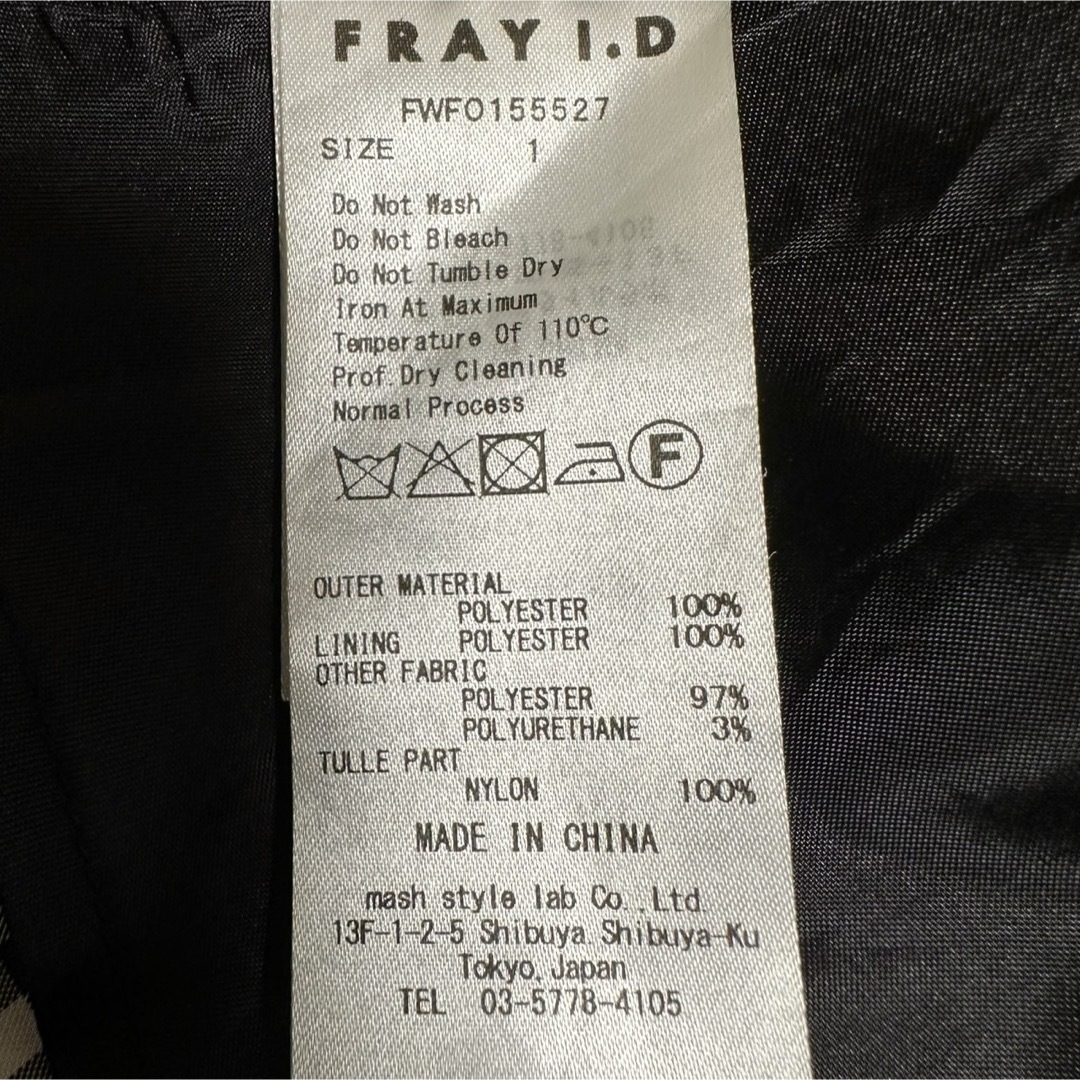 FRAY I.D
FWFO155527
SIZE 1
Do Not Wash
Do Not Bleach
Do Not Tumble Dry
Iron At Maximum
Temperature Of 110℃
Prof.Dry Cleaning
Normal Process
F
OUTER MATERIAL
POLYESTER 100%
LINING POLYESTER 100%
OTHER FABRIC
POLYESTER 97%
POLYURETHANE 3%
TULLE PART
NYLON 100%
MADE IN CHINA
mash style lab Co.,Ltd.
13F-1-2-5 Shibuya.Shibuya-Ku
Tokyo.Japan
TEL 03-5778-4105